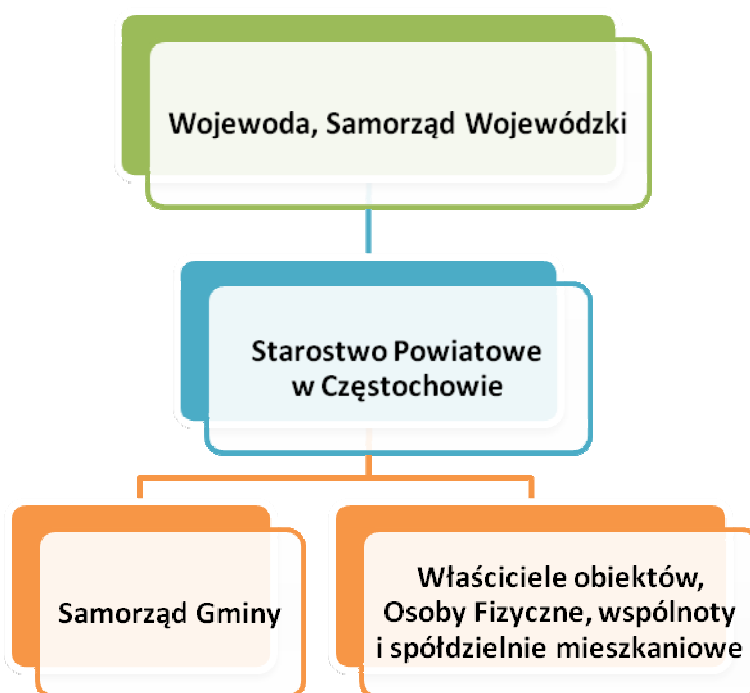 Wojewoda, Samorząd Wojewódzki
Starostwo Powiatowe
w Częstochowie
Samorząd Gminy
Właściciele obiektów,
Osoby Fizyczne, wspólnoty
i spółdzielnie mieszkaniowe